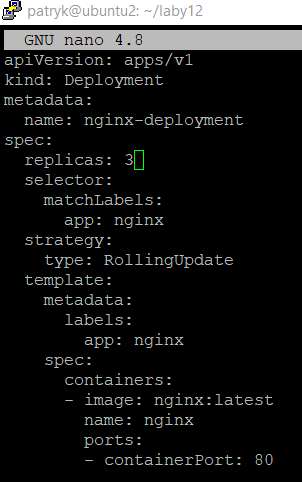 patryk@ubuntu2: ~/laby12
GNU nano 4.8
apiVersion: apps/v1
kind: Deployment
metadata:
  name: nginx-deployment
spec:
  replicas: 3
  selector:
    matchLabels:
      app: nginx
  strategy:
    type: RollingUpdate
  template:
    metadata:
      labels:
        app: nginx
    spec:
      containers:
      - image: nginx:latest
        name: nginx
        ports:
        - containerPort: 80